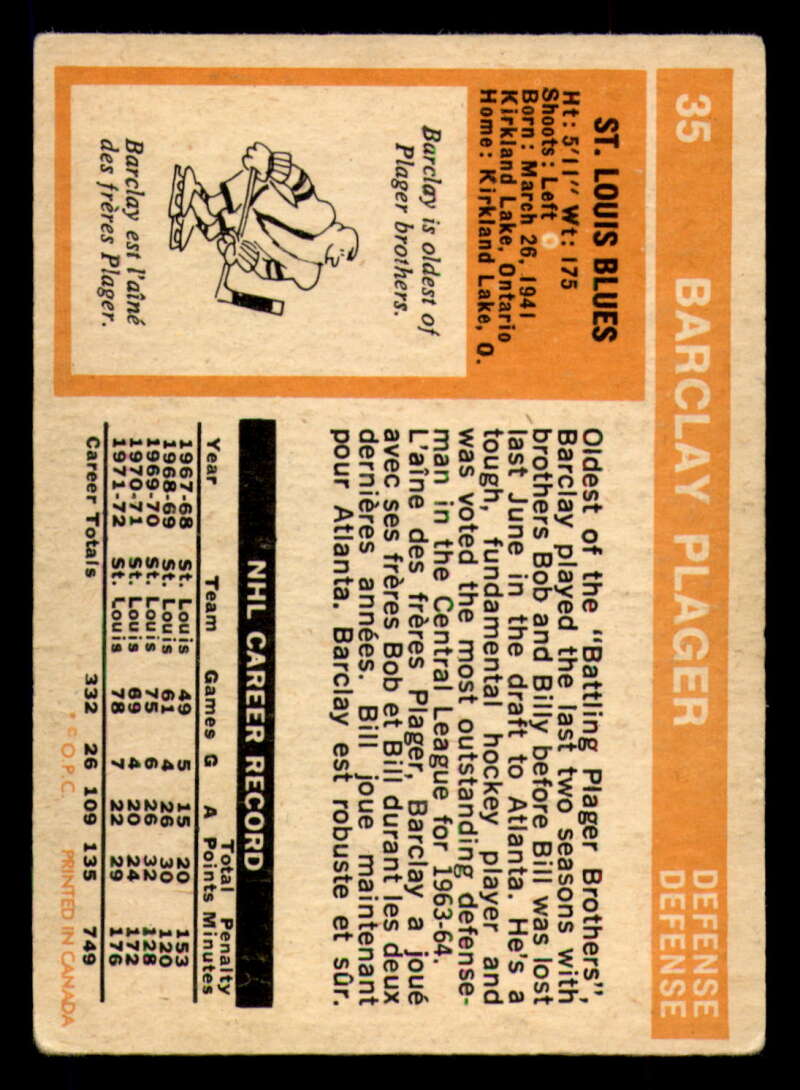 35 BARCLAY PLAGER DEFENSE
DEFENSE
ST. LOUIS BLUES
Ht: 5'11" Wt: 175
Shoots: Left
Born: March 26, 1941
Kirkland Lake, Ontario
Home: Kirkland Lake, O.
Barclay is oldest of
Plager brothers.
Barclay est l'aîné
des frères Plager.
Oldest of the "Battling Plager Brothers",
Barclay played the last two seasons with
brothers Bob and Billy before Bill was lost
last June in the draft to Atlanta. He's a
tough, fundamental hockey player and
was voted the most outstanding defense-
man in the Central League for 1963-64.
L'aîne des frères Plager, Barclay a joué
avec ses frères Bob et Bill durant les deux
dernières années. Bill joue maintenant
pour Atlanta. Barclay est robuste et sûr.
NHL CAREER RECORD
Total Penalty
Year Team Games G A Points Minutes
1967-68 St. Louis 49 5 15 20 153
1968-69 St. Louis 61 4 26 30 120
1969-70 St. Louis 75 6 26 32 128
1970-71 St. Louis 69 4 20 24 172
1971-72 St. Louis 78 7 22 29 176
Career Totals 332 26 109 135 749
* © O.P.C. PRINTED IN CANADA